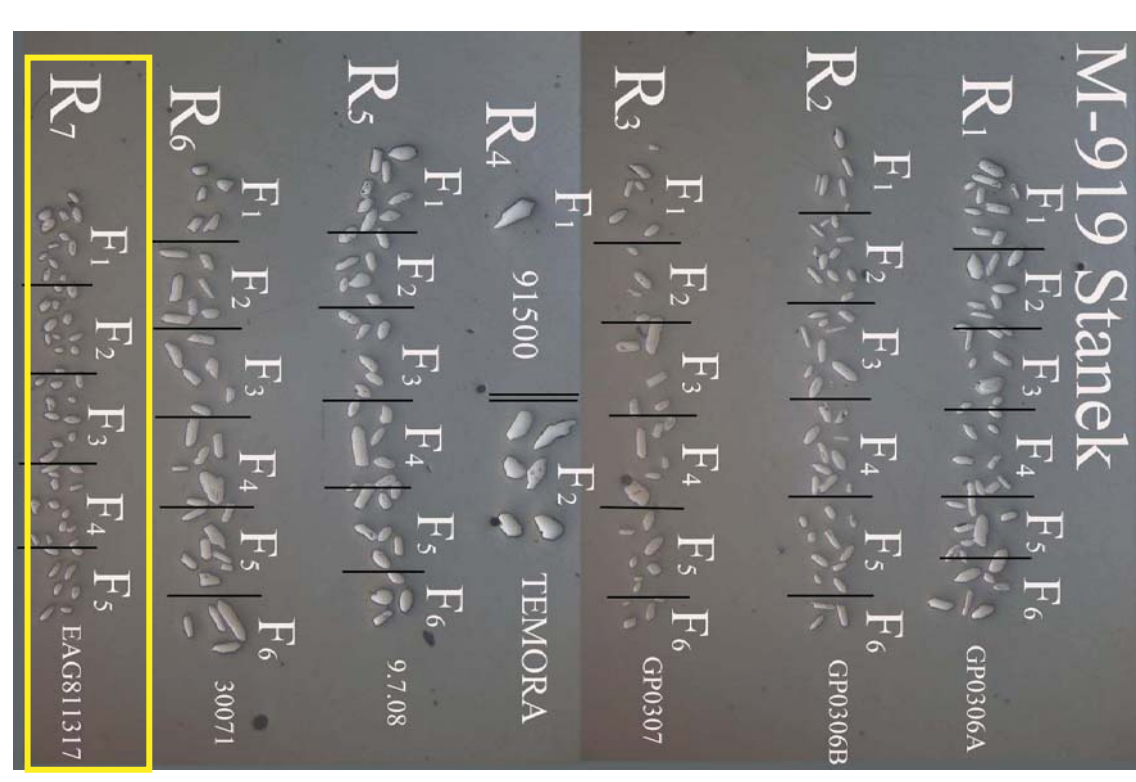 M-919 Stanek
R1
F1
F2
F3
F4
F5
F6
GP0306A
R2
F1
F2
F3
F4
F5
F6
GP0306B
R3
F1
F2
F3
F4
F5
F6
GP0307
R4
F1
91500
F2
TEMORA
R5
F1
F2
F3
F4
F5
F6
9.7.08
R6
F1
F2
F3
F4
F5
F6
30071
R7
F1
F2
F3
F4
F5
EAG811317